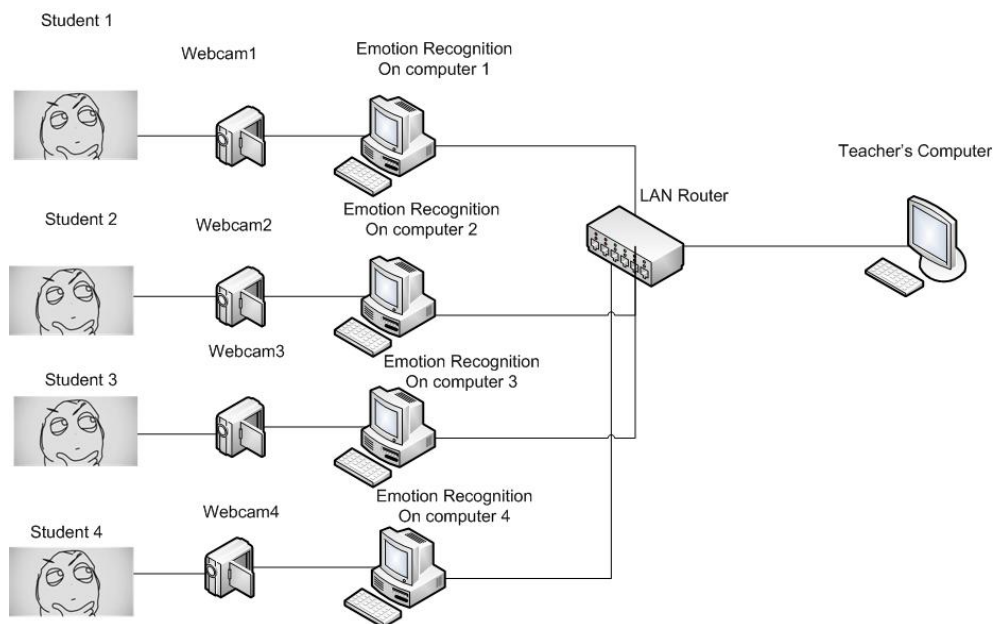 Student 1
Webcam1
Emotion Recognition
On computer 1
Teacher's Computer
LAN Router
Student 2
Webcam2
Emotion Recognition
On computer 2
Webcam3
Student 3
Emotion Recognition
On computer 3
Webcam4
Emotion Recognition
On computer 4
Student 4